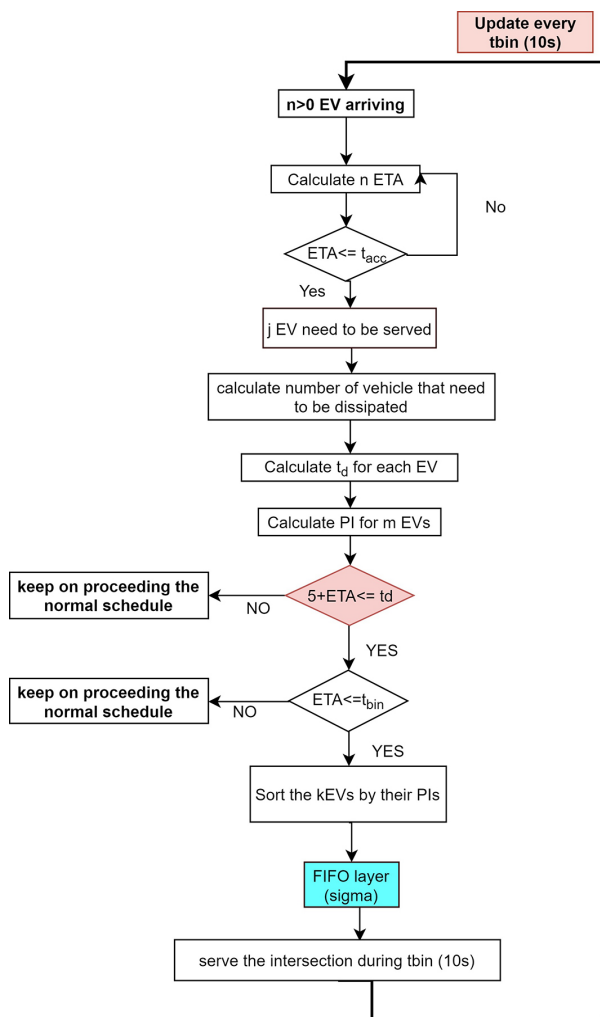 Update every
tbin (10s)
n>0 EV arriving
Calculate n ETA
No
ETA<= tacc
Yes
j EV need to be served
calculate number of vehicle that need
to be dissipated
Calculate td for each EV
Calculate PI for m EVs
keep on proceeding the
normal schedule
NO
5+ETA<= td
YES
keep on proceeding the
normal schedule
NO
ETA<=tbin
YES
Sort the kEVs by their PIs
FIFO layer
(sigma)
serve the intersection during tbin (10s)